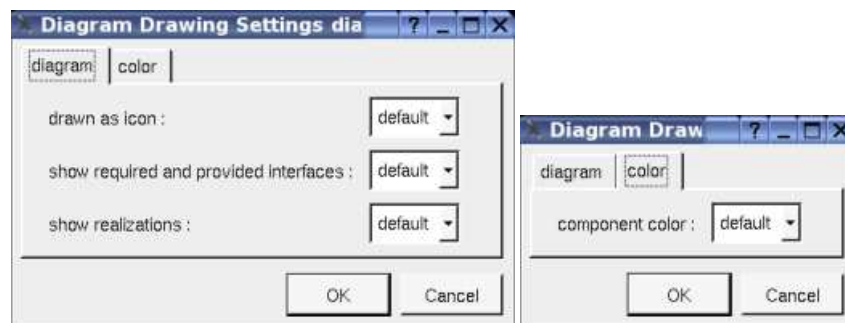 Diagram Drawing Settings dia
diagram color
drawn as icon : default
show required and provided interfaces : default
show realizations : default
OK Cancel
Diagram Draw
diagram color
component color : default
OK Cancel